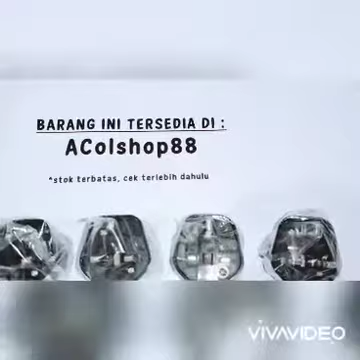 BARANG INI TERSEDIA DI :
AColshop88
*stok terbatas, cek terlebih dahulu
VIVAVIDEO